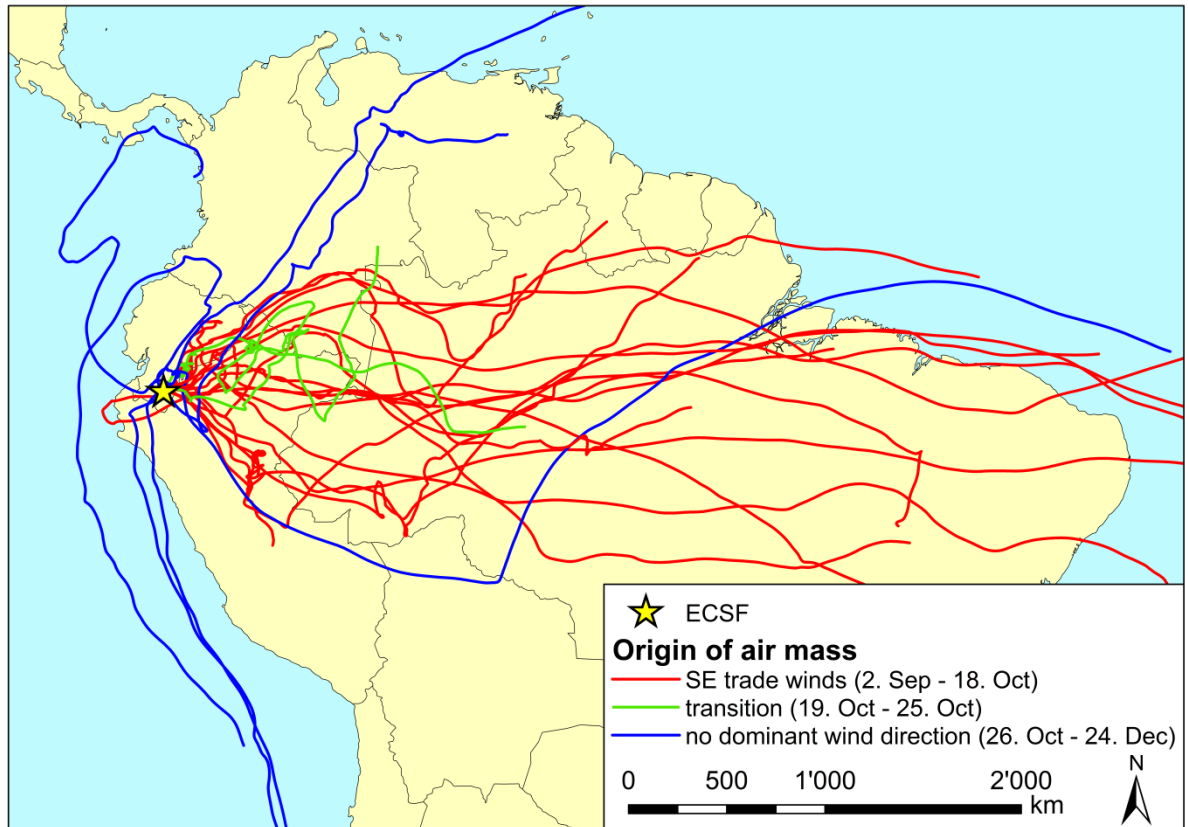 ECSF
Origin of air mass
SE trade winds (2. Sep - 18. Oct)
transition (19. Oct - 25. Oct)
no dominant wind direction (26. Oct - 24. Dec)
0 500 1'000 2'000
km
N